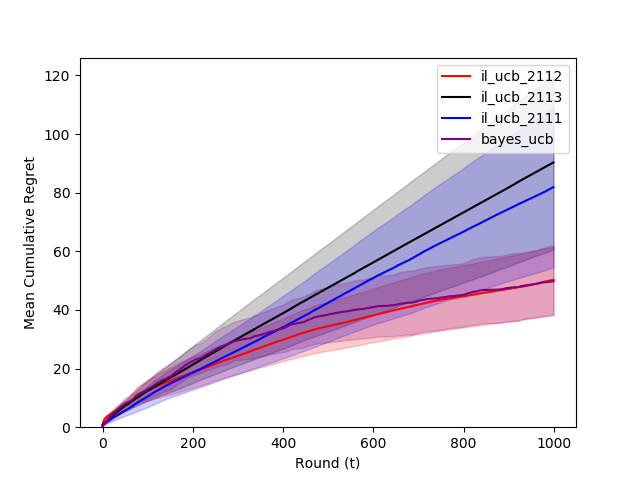 120
100
80
60
40
20
0
Mean Cumulative Regret
il_ucb_2112
il_ucb_2113
il_ucb_2111
bayes_ucb
0 200 400 600 800 1000
Round (t)